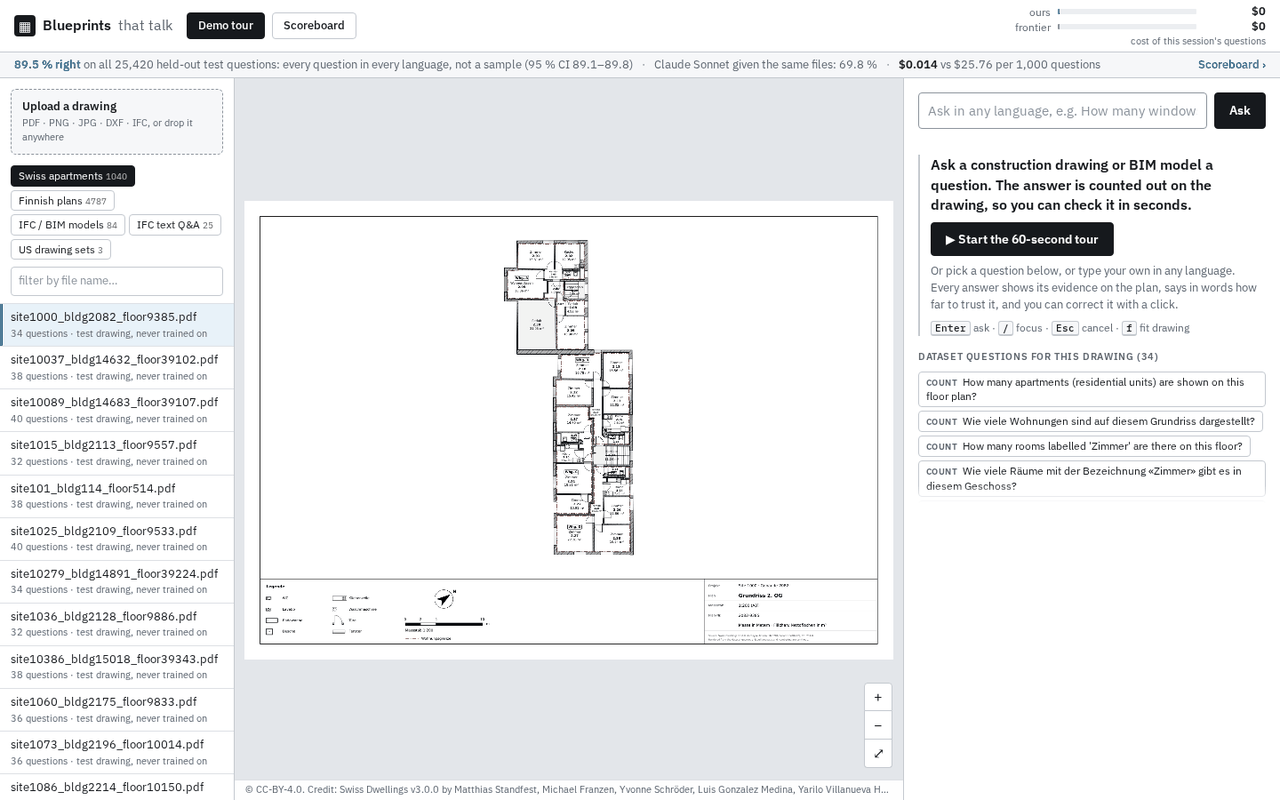 Blueprints that talk
Demo tour
Scoreboard
ours $0
frontier $0
cost of this session's questions
89.5 % right on all 25,420 held-out test questions: every question in every language, not a sample (95 % CI 89.1–89.8) · Claude Sonnet given the same files: 69.8 % · $0.014 vs $25.76 per 1,000 questions
Scoreboard ›
Upload a drawing
PDF · PNG · JPG · DXF · IFC, or drop it
anywhere
Swiss apartments 1040
Finnish plans 4787
IFC / BIM models 84
IFC text Q&A 25
US drawing sets 3
filter by file name...
site1000_bldg2082_floor9385.pdf
34 questions · test drawing, never trained on
site10037_bldg14632_floor39102.pdf
38 questions · test drawing, never trained on
site10089_bldg14683_floor39107.pdf
40 questions · test drawing, never trained on
site1015_bldg2113_floor9557.pdf
32 questions · test drawing, never trained on
site101_bldg114_floor514.pdf
38 questions · test drawing, never trained on
site1025_bldg2109_floor9533.pdf
40 questions · test drawing, never trained on
site10279_bldg14891_floor39224.pdf
34 questions · test drawing, never trained on
site1036_bldg2128_floor9886.pdf
32 questions · test drawing, never trained on
site10386_bldg15018_floor39343.pdf
38 questions · test drawing, never trained on
site1060_bldg2175_floor9833.pdf
36 questions · test drawing, never trained on
site1073_bldg2196_floor10014.pdf
36 questions · test drawing, never trained on
site1086_bldg2214_floor10150.pdf
Legende
Grundriss 2. OG
+
−
⤢
© CC-BY-4.0. Credit: Swiss Dwellings v3.0.0 by Matthias Standfest, Michael Franzen, Yvonne Schröder, Luis Gonzalez Medina, Yarilo Villanueva H...
Ask in any language, e.g. How many window
Ask
Ask a construction drawing or BIM model a
question. The answer is counted out on the
drawing, so you can check it in seconds.
▶ Start the 60-second tour
Or pick a question below, or type your own in any language.
Every answer shows its evidence on the plan, says in words how
far to trust it, and you can correct it with a click.
Enter ask · / focus · Esc cancel · f fit drawing
DATASET QUESTIONS FOR THIS DRAWING (34)
COUNT How many apartments (residential units) are shown on this
floor plan?
COUNT Wie viele Wohnungen sind auf diesem Grundriss dargestellt?
COUNT How many rooms labelled 'Zimmer' are there on this floor?
COUNT Wie viele Räume mit der Bezeichnung «Zimmer» gibt es in
diesem Geschoss?